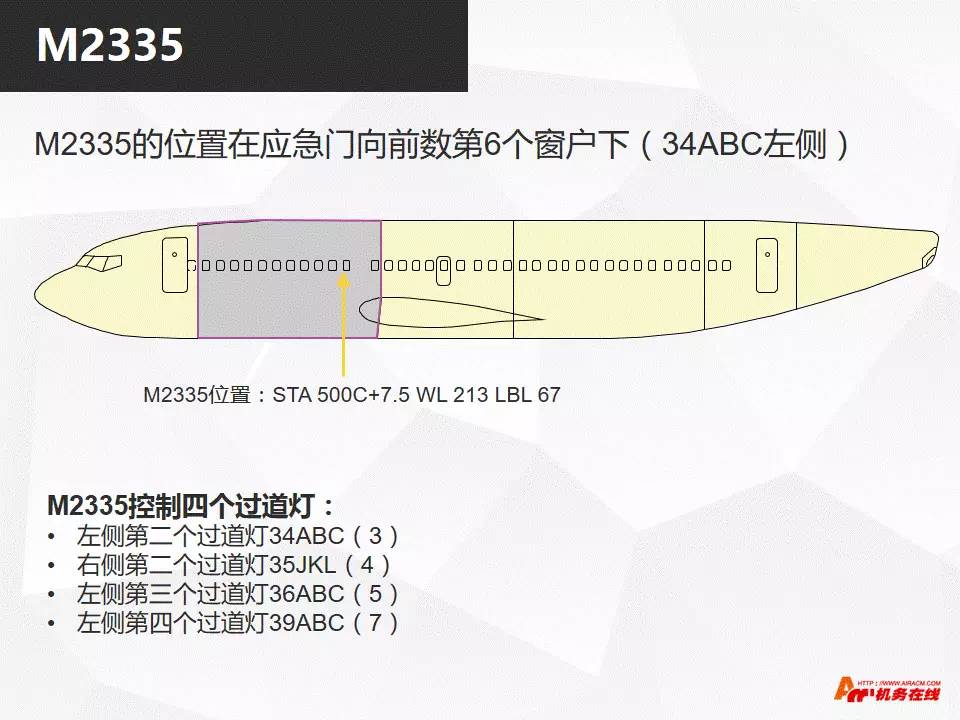 M2335
M2335的位置在应急门向前数第6个窗户下（34ABC左侧）
M2335位置：STA 500C+7.5 WL 213 LBL 67
M2335控制四个过道灯：
• 左侧第二个过道灯34ABC（3）
• 右侧第二个过道灯35JKL（4）
• 左侧第三个过道灯36ABC（5）
• 左侧第四个过道灯39ABC（7）
HTTP://WWW.AIRACM.COM
机务在线